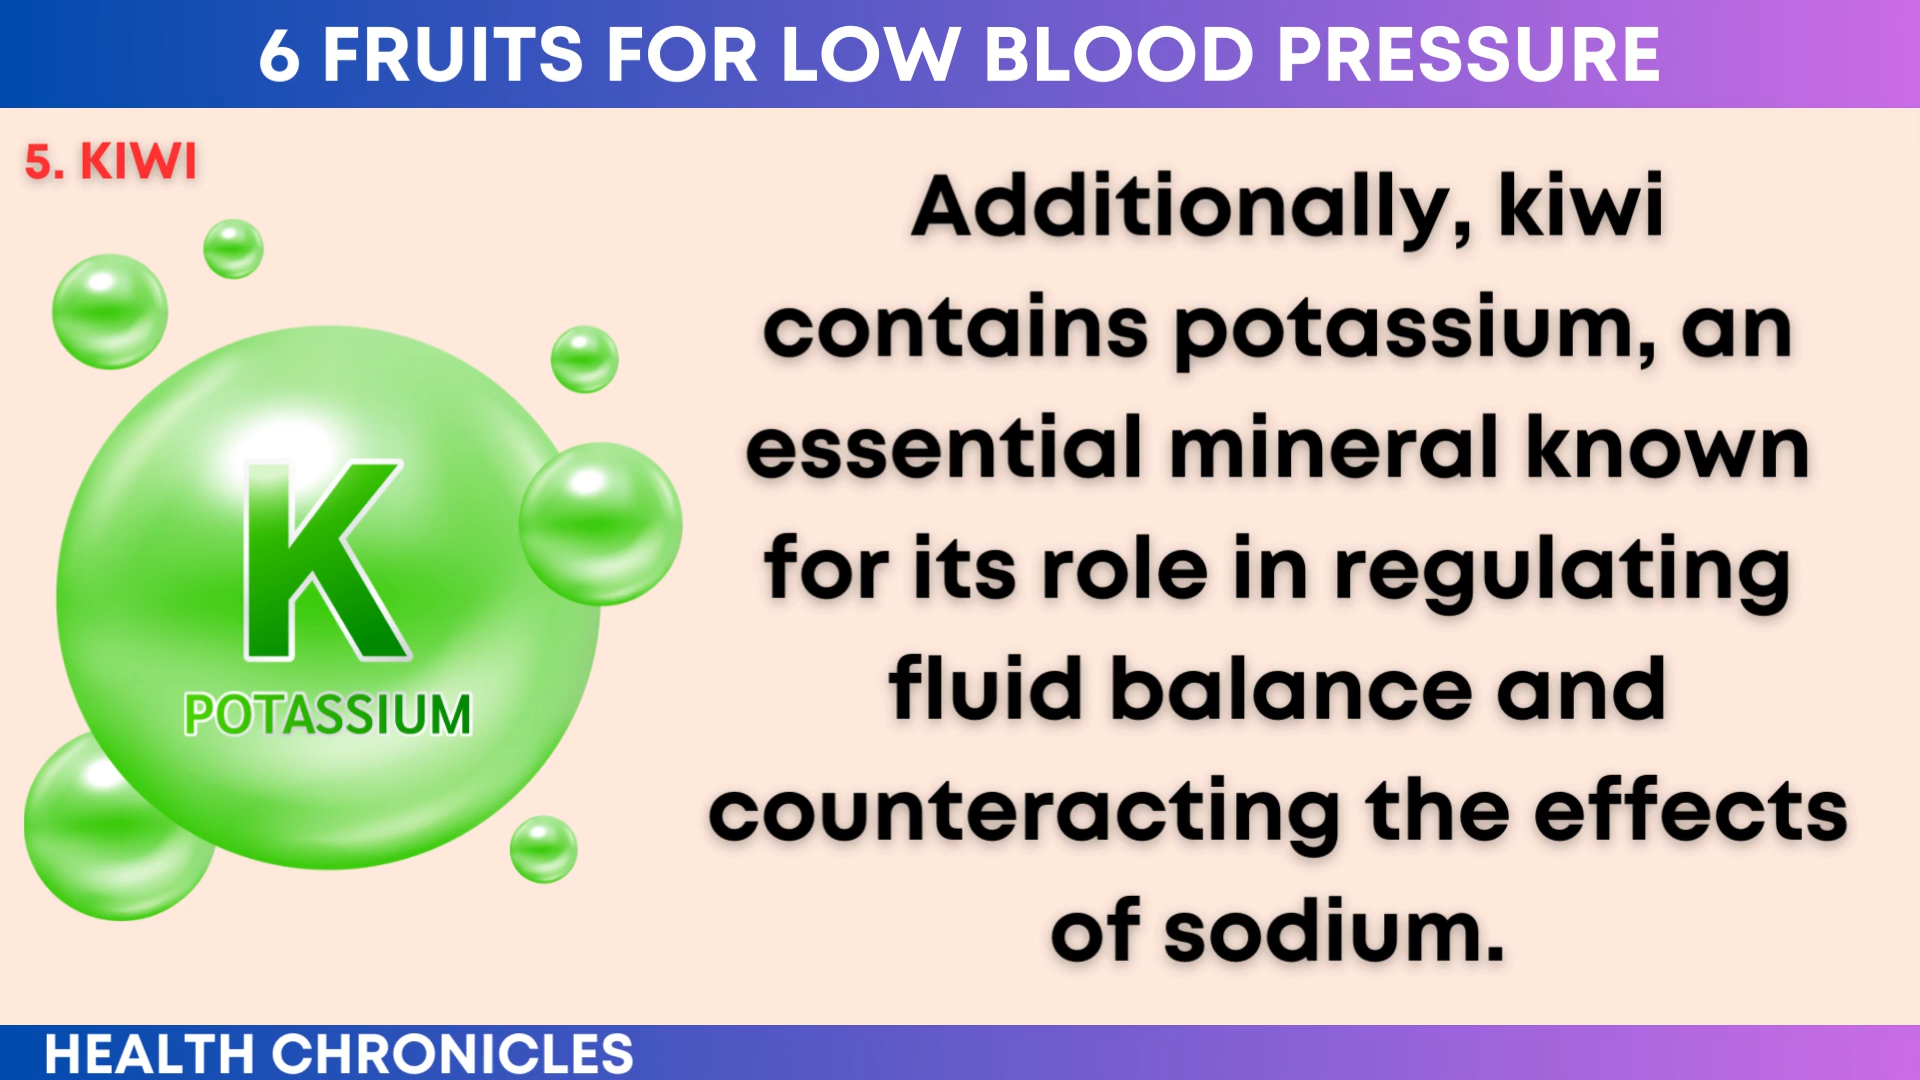 6 FRUITS FOR LOW BLOOD PRESSURE
5. KIWI
K
POTASSIUM
Additionally, kiwi
contains potassium, an
essential mineral known
for its role in regulating
fluid balance and
counteracting the effects
of sodium.
HEALTH CHRONICLES